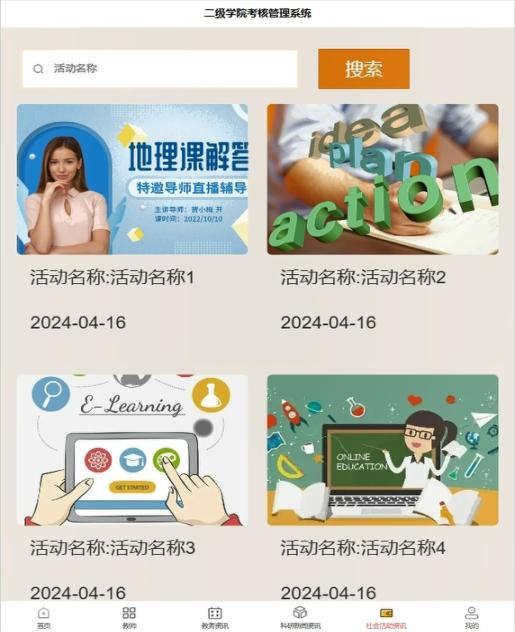 二级学院考核管理系统
活动名称
搜索
地理课解答
特邀导师直播辅导
主讲导师：贺小梅 开
课时间：2022/10/10
idea
plan
action
活动名称:活动名称1
活动名称:活动名称2
2024-04-16
2024-04-16
E-Learning
GET STARTED
ONLINE
EDUCATION
活动名称:活动名称3
活动名称:活动名称4
2024-04-16
2024-04-16
首页
教师
教务资讯
科研新闻资讯
社会活动资讯
我的